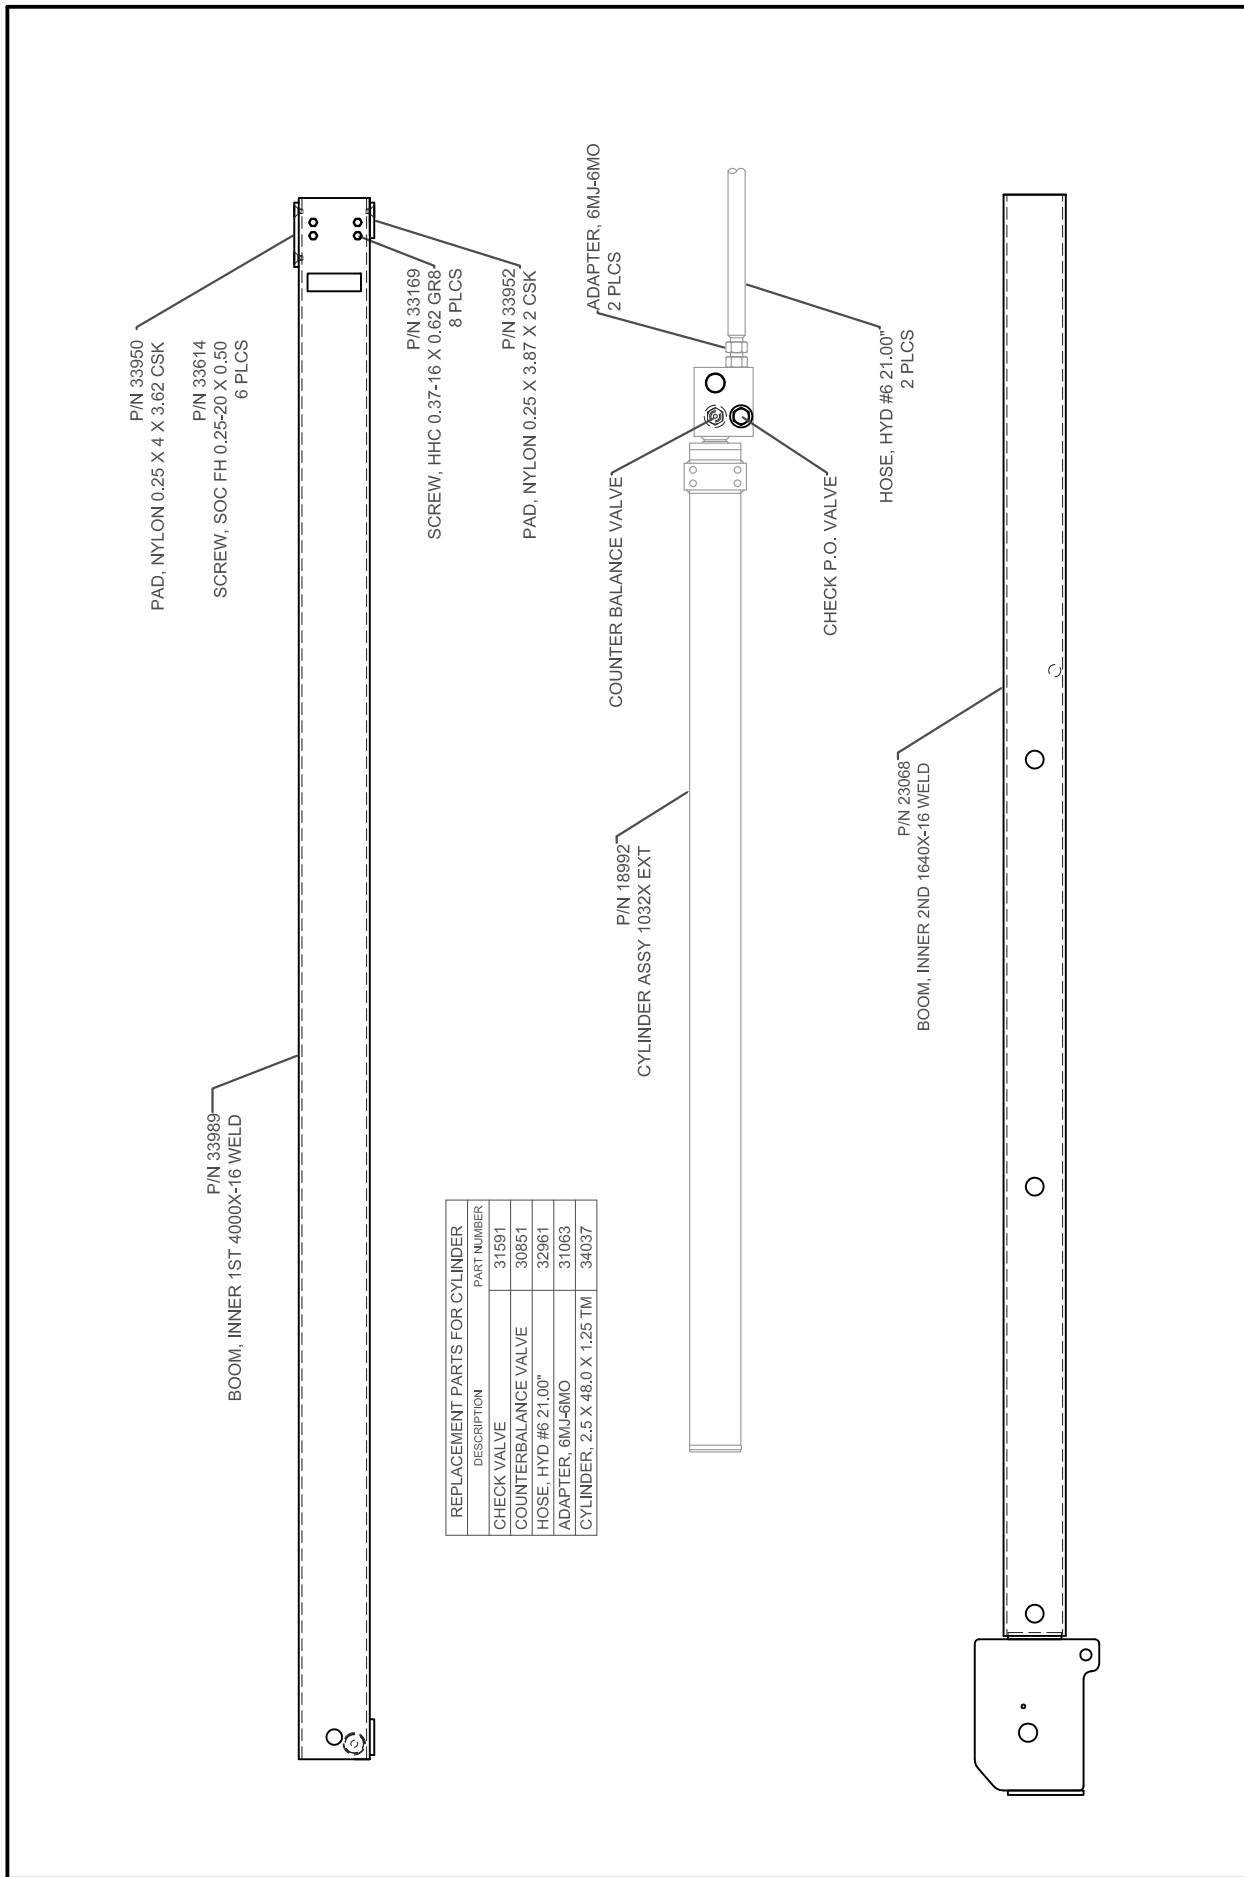 P/N 33950
PAD, NYLON 0.25 X 4 X 3.62 CSK
P/N 33614
SCREW, SOC FH 0.25-20 X 0.50
6 PLCS
P/N 33169
SCREW, HHC 0.37-16 X 0.62 GR8
8 PLCS
P/N 33952
PAD, NYLON 0.25 X 3.87 X 2 CSK
P/N 33989
BOOM, INNER 1ST 4000X-16 WELD
ADAPTER, 6MJ-6MO
2 PLCS
COUNTER BALANCE VALVE
HOSE, HYD #6 21.00"
2 PLCS
CHECK P.O. VALVE
P/N 18992
CYLINDER ASSY 1032X EXT
REPLACEMENT PARTS FOR CYLINDER
DESCRIPTION PART NUMBER
CHECK VALVE 31591
COUNTERBALANCE VALVE 30851
HOSE, HYD #6 21.00" 32961
ADAPTER, 6MJ-6MO 31063
CYLINDER, 2.5 X 48.0 X 1.25 TM 34037
P/N 23068
BOOM, INNER 2ND 1640X-16 WELD